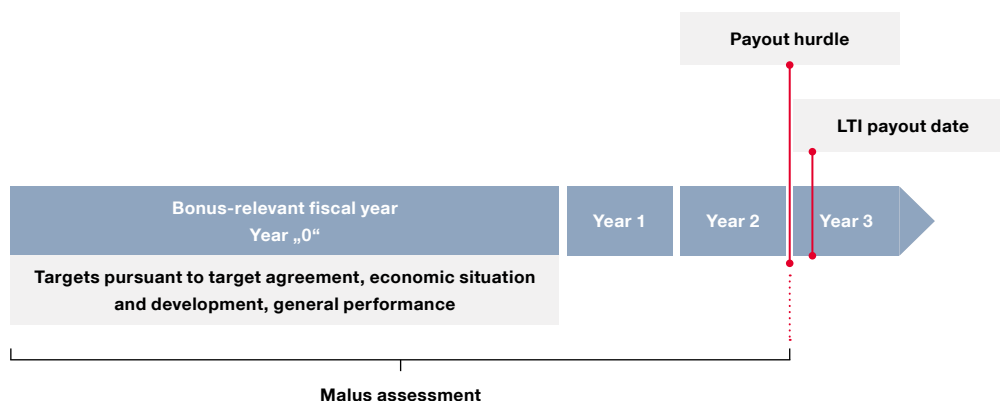 Payout hurdle
LTI payout date
Bonus-relevant fiscal year
Year „0“
Year 1
Year 2
Year 3
Targets pursuant to target agreement, economic situation
and development, general performance
Malus assessment